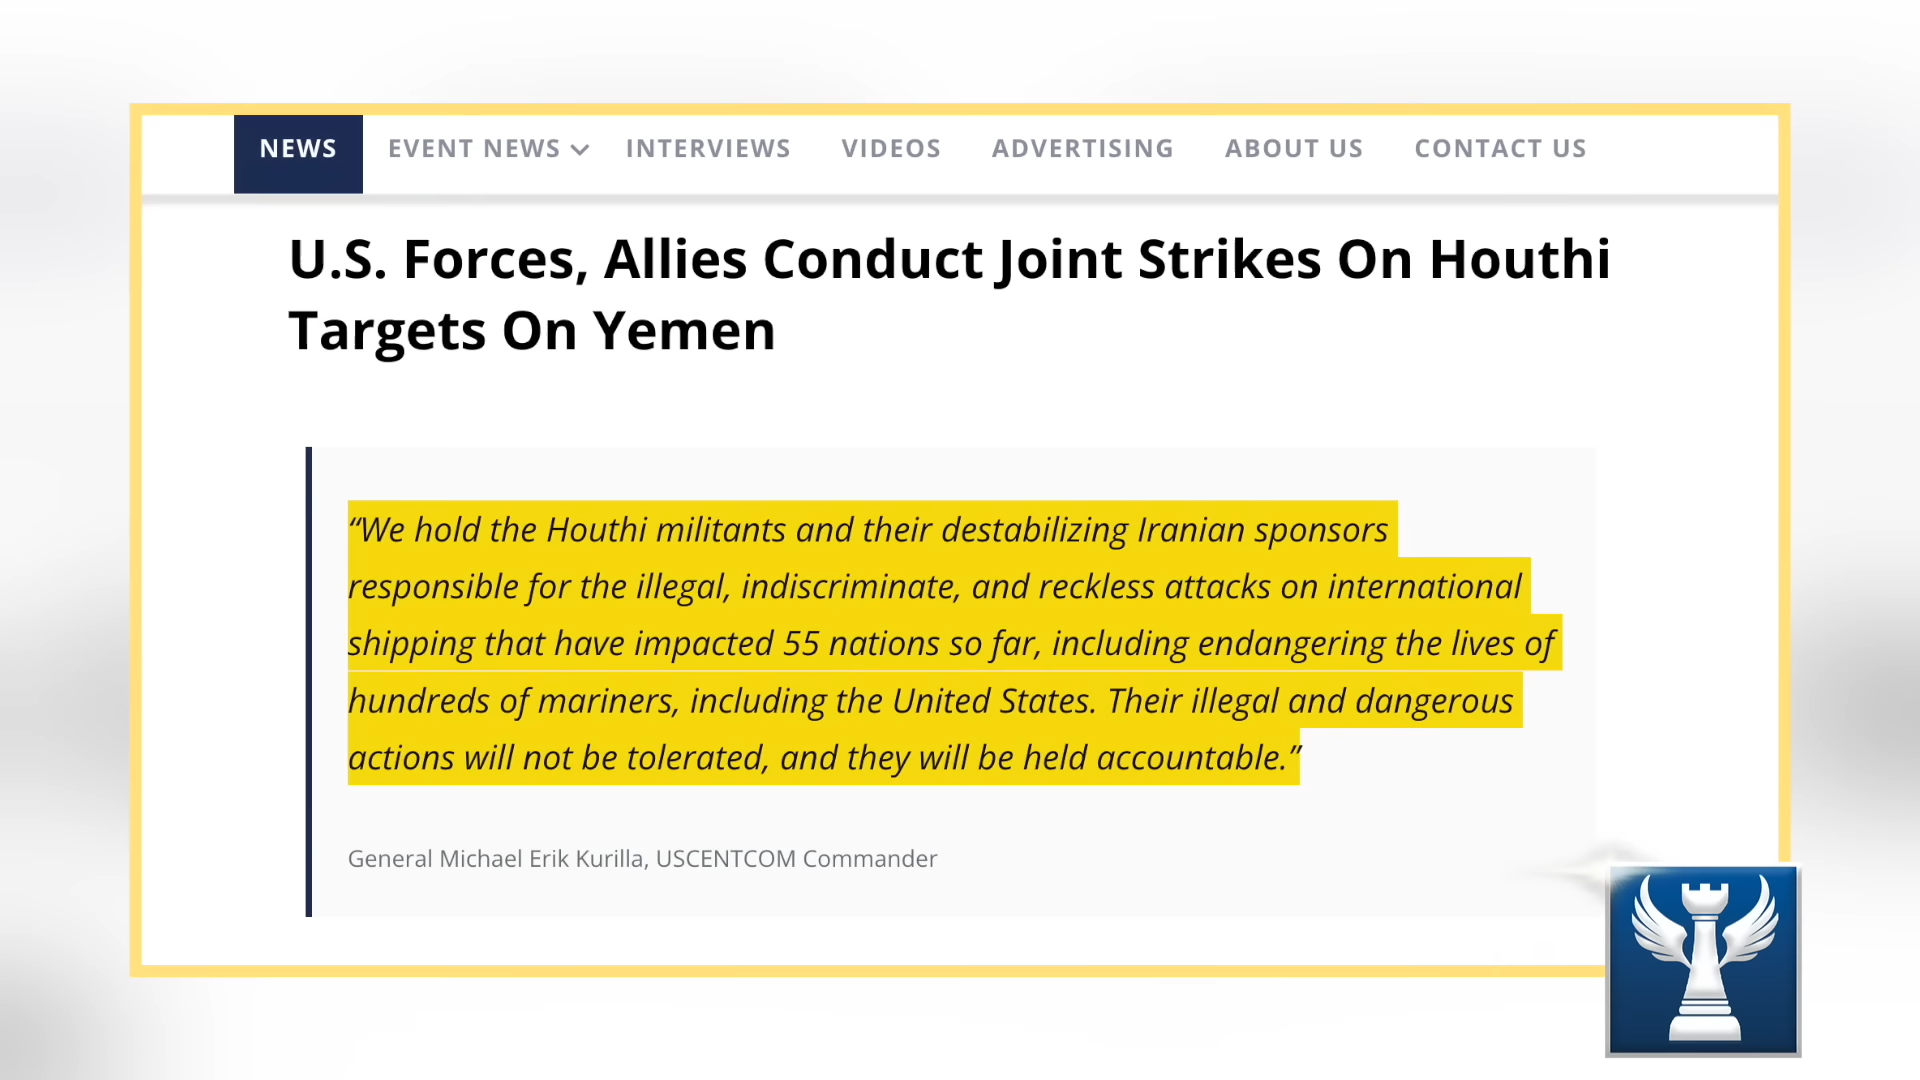 NEWS EVENT NEWS INTERVIEWS VIDEOS ADVERTISING ABOUT US CONTACT US
U.S. Forces, Allies Conduct Joint Strikes On Houthi
Targets On Yemen
“We hold the Houthi militants and their destabilizing Iranian sponsors
responsible for the illegal, indiscriminate, and reckless attacks on international
shipping that have impacted 55 nations so far, including endangering the lives of
hundreds of mariners, including the United States. Their illegal and dangerous
actions will not be tolerated, and they will be held accountable.”
General Michael Erik Kurilla, USCENTCOM Commander